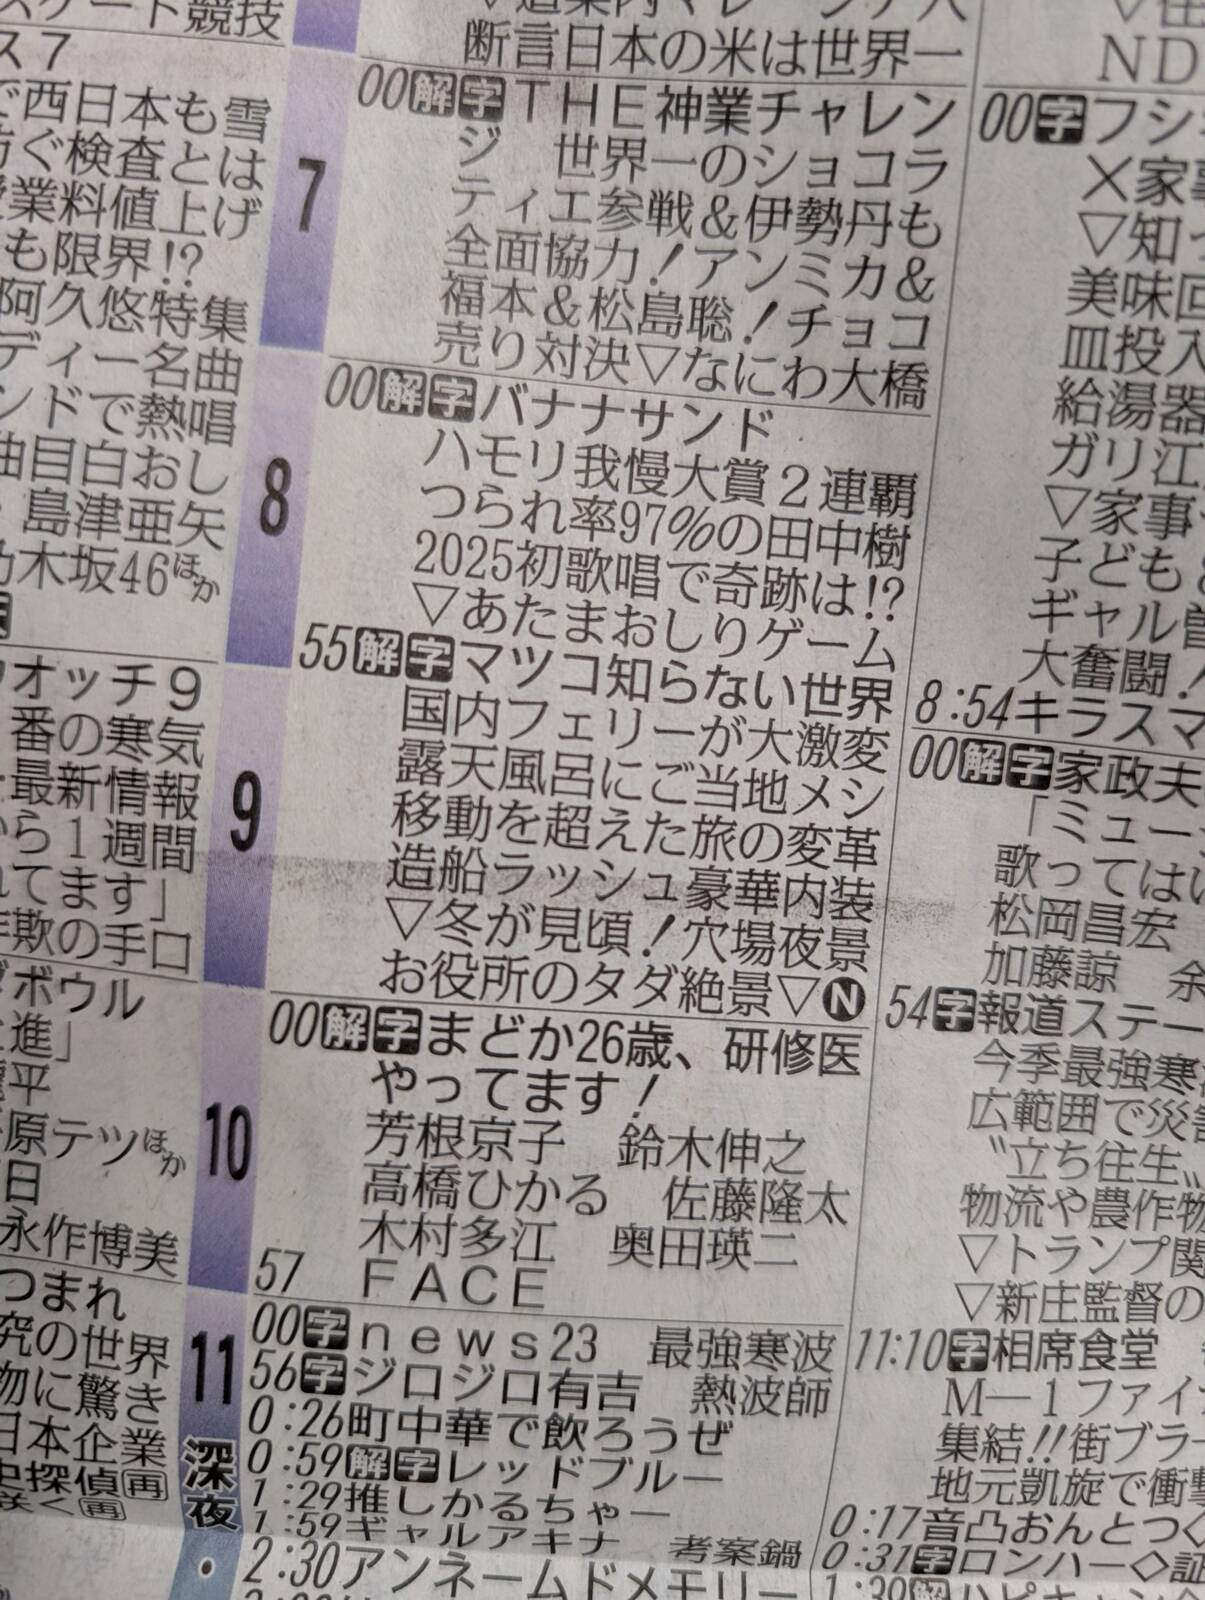 スケート競技
ス7
西日本も雪
ぐ検査とは
業料値上げ
も限界!?
阿久悠特集
ディー名曲
ンドで熱唱
曲目白おし
島津亜矢
木坂46ほか
ウオッチ9
番の寒気
最新情報
から1週間
れてます」
詐欺の手口
ボウル
進」
平
原テツほか
日
永作博美
つまれ
究の世界
物に驚き
日本企業
史探偵再
咲く再
7
8
9
10
11
深夜
断言日本の米は世界一
00解字THE神業チャレン
ジ 世界一のショコラ
ティエ参戦&伊勢丹も
全面協力!アンミカ&
福本&松島聡!チョコ
売り対決▽なにわ大橋
00解字バナナサンド
ハモリ我慢大賞2連覇
つられ率97%の田中樹
2025初歌唱で奇跡は!?
▽あたまおしりゲーム
55解字マツコ知らない世界
国内フェリーが大激変
露天風呂にご当地メシ
移動を超えた旅の変革
造船ラッシュ豪華内装
▽冬が見頃!穴場夜景
お役所のタダ絶景▽N
00解字まどか26歳、研修医
やってます!
芳根京子 鈴木伸之
高橋ひかる 佐藤隆太
木村多江 奥田瑛二
57 FACE
00字news23 最強寒波
56字ジロジロ有吉 熱波師
0:26町中華で飲ろうぜ
0:59解字レッドブルー
1:29推しかるちゃー
1:59ギャルアキナ 考案鍋
2:30アンネームドメモリー
ND
00字フシ
×家事
▽知っ
美味回
皿投入
給湯器
ガリ江
▽家事
子ども
ギャル曽
大奮闘!
8:54キラスマ
00解字家政夫
「ミュー
歌ってはい
松岡昌宏
加藤諒 余
54字報道ステー
今季最強寒
広範囲で災害
〝立ち往生〟
物流や農作物
▽トランプ関
▽新庄監督の
11:10字相席食堂
M―1ファイ
集結!!街ブラ
地元凱旋で衝撃
0:17音凸おんとつ
0:31字ロンハー◇証